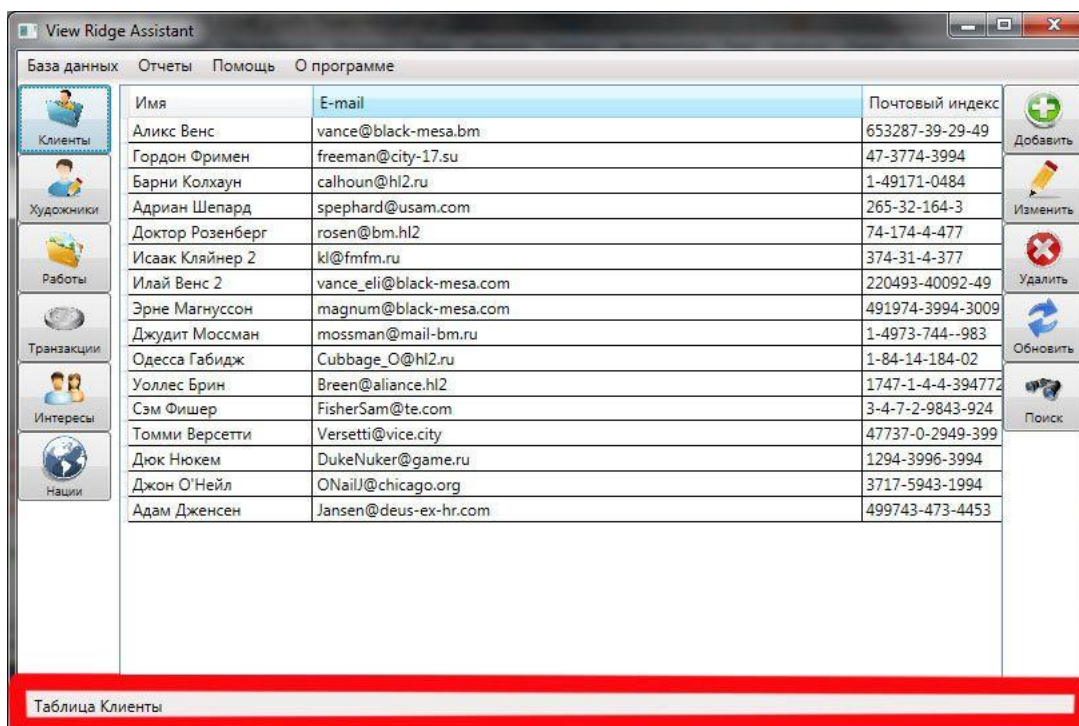 View Ridge Assistant
База данных Отчеты Помощь О программе
Клиенты
Художники
Работы
Транзакции
Интересы
Нации
Имя E-mail Почтовый индекс
Аликс Венс vance@black-mesa.bm 653287-39-29-49
Гордон Фримен freeman@city-17.su 47-3774-3994
Барни Колхаун calhoun@hl2.ru 1-49171-0484
Адриан Шепард spephard@usam.com 265-32-164-3
Доктор Розенберг rosen@bm.hl2 74-174-4-477
Исаак Кляйнер 2 kl@fmfm.ru 374-31-4-377
Илай Венс 2 vance_eli@black-mesa.com 220493-40092-49
Эрне Магнуссон magnum@black-mesa.com 491974-3994-3009
Джудит Моссман mossman@mail-bm.ru 1-4973-744--983
Одесса Габидж Cubbage_O@hl2.ru 1-84-14-184-02
Уоллес Брин Breen@aliance.hl2 1747-1-4-4-394772
Сэм Фишер FisherSam@te.com 3-4-7-2-9843-924
Томми Версетти Versetti@vice.city 47737-0-2949-399
Дюк Нюкем DukeNuker@game.ru 1294-3996-3994
Джон О'Нейл ONailJ@chicago.org 3717-5943-1994
Адам Дженсен Jansen@deus-ex-hr.com 499743-473-4453
Добавить
Изменить
Удалить
Обновить
Поиск
Таблица Клиенты